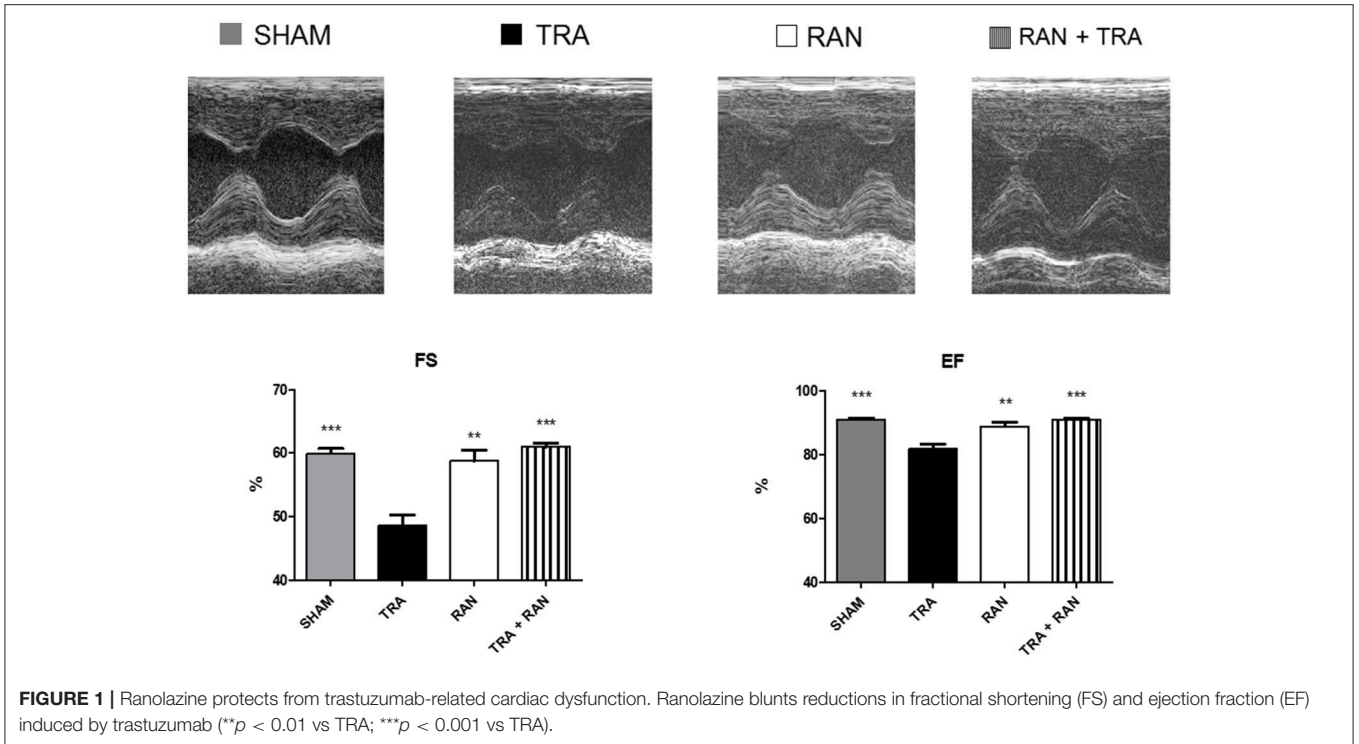 SHAM TRA RAN RAN + TRA
FS
70
60
50
40
%
*** ** ***
SHAM TRA RAN TRA + RAN
EF
100
80
60
40
%
*** ** ***
SHAM TRA RAN TRA + RAN
FIGURE 1 | Ranolazine protects from trastuzumab-related cardiac dysfunction. Ranolazine blunts reductions in fractional shortening (FS) and ejection fraction (EF)
induced by trastuzumab (**p < 0.01 vs TRA; ***p < 0.001 vs TRA).